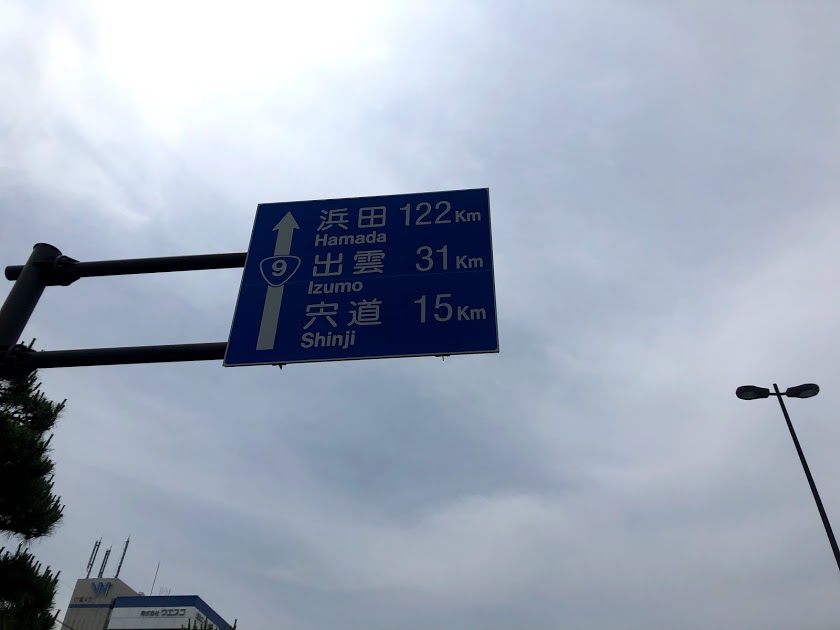 浜田 122Km
Hamada
9
出雲 31Km
Izumo
宍道 15Km
Shinji
W
株式会社ウエスコ